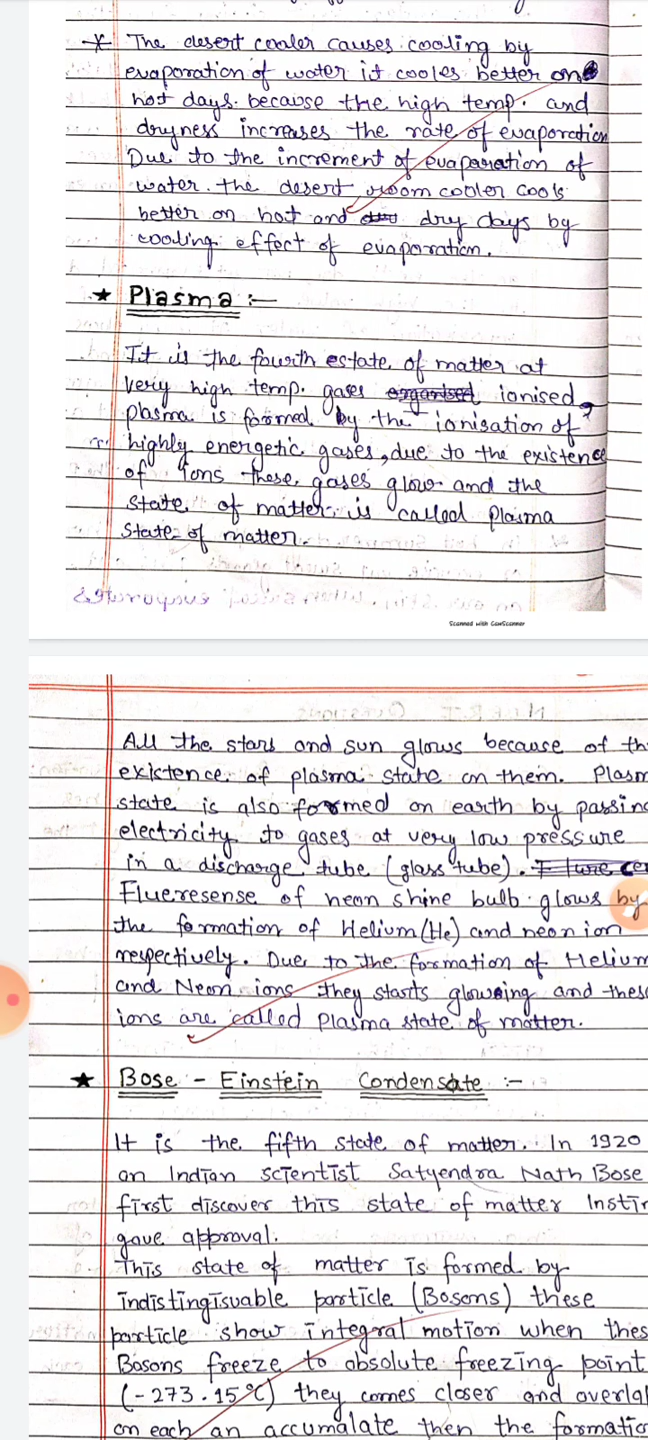 * The desert cooler causes cooling by
evaporation of water it cooles better on
hot days. because the high temp. and
dryness increases the rate of evaporation
Due to the increment of evaparation of
water. the desert room cooler cools
better on hot and dry days by
cooling effect of evaporation.
★ Plasma :-
It is the fourth estate of matter at
very high temp. gases ionised,
plasma is formed by the ionisation of
highly energetic gases, due to the existence
of ions these gases glow and the
state of matter is called plasma
state of matter.
Scanned with CamScanner
All the stars and sun glows because of th
existence of plasma state on them. Plasm
state is also formed on earth by passin
electricity to gases at very low pressure
in a discharge tube (glass tube).
Flueresense of neon shine bulb glows by
the formation of Helium (He) and neon ion
respectively. Due to the formation of Helium
and Neon ions they starts glowing and thes
ions are called Plasma state of matter.
★ Bose - Einstein Condensate :-
It is the fifth state of matter. In 1920
an Indian scientist Satyendra Nath Bose
first discover this state of matter Instir
gave approval.
This state of matter is formed by
indistingisuable particle (Bosons) these
particle show integral motion when thes
Bosons freeze to absolute freezing point
(-273.15°C) they comes closer and overla
on each an accumalate then the formatio